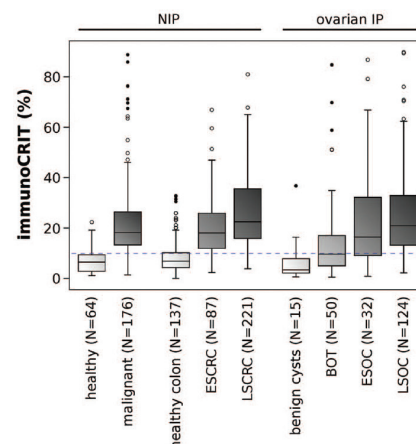 NIP
ovarian IP
immunoCRIT (%)
80
60
40
20
0
healthy (N=64)
malignant (N=176)
healthy colon (N=137)
ESCRC (N=87)
LSCRC (N=221)
benign cysts (N=15)
BOT (N=50)
ESOC (N=32)
LSOC (N=124)